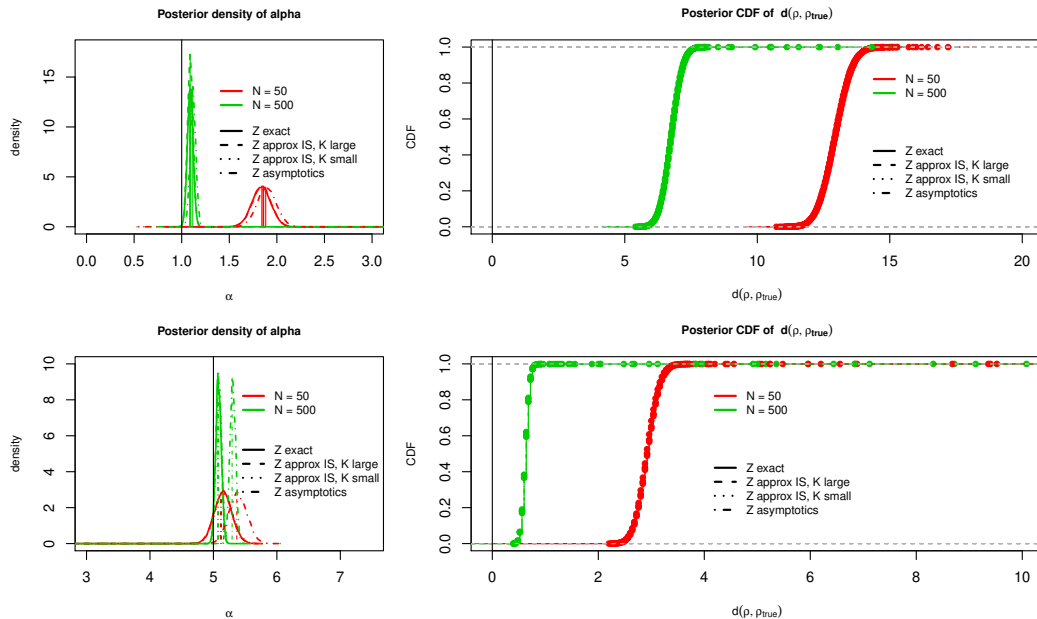 Posterior density of alpha
density
0 5 10 15
N = 50
N = 500
Z exact
Z approx IS, K large
Z approx IS, K small
Z asymptotics
0.0 0.5 1.0 1.5 2.0 2.5 3.0
α
Posterior CDF of d(ρ, ρtrue)
CDF
0.0 0.2 0.4 0.6 0.8 1.0
N = 50
N = 500
Z exact
Z approx IS, K large
Z approx IS, K small
Z asymptotics
0 5 10 15 20
d(ρ, ρtrue)
Posterior density of alpha
density
0 2 4 6 8 10
N = 50
N = 500
Z exact
Z approx IS, K large
Z approx IS, K small
Z asymptotics
3 4 5 6 7
α
Posterior CDF of d(ρ, ρtrue)
CDF
0.0 0.2 0.4 0.6 0.8 1.0
N = 50
N = 500
Z exact
Z approx IS, K large
Z approx IS, K small
Z asymptotics
0 2 4 6 8 10
d(ρ, ρtrue)